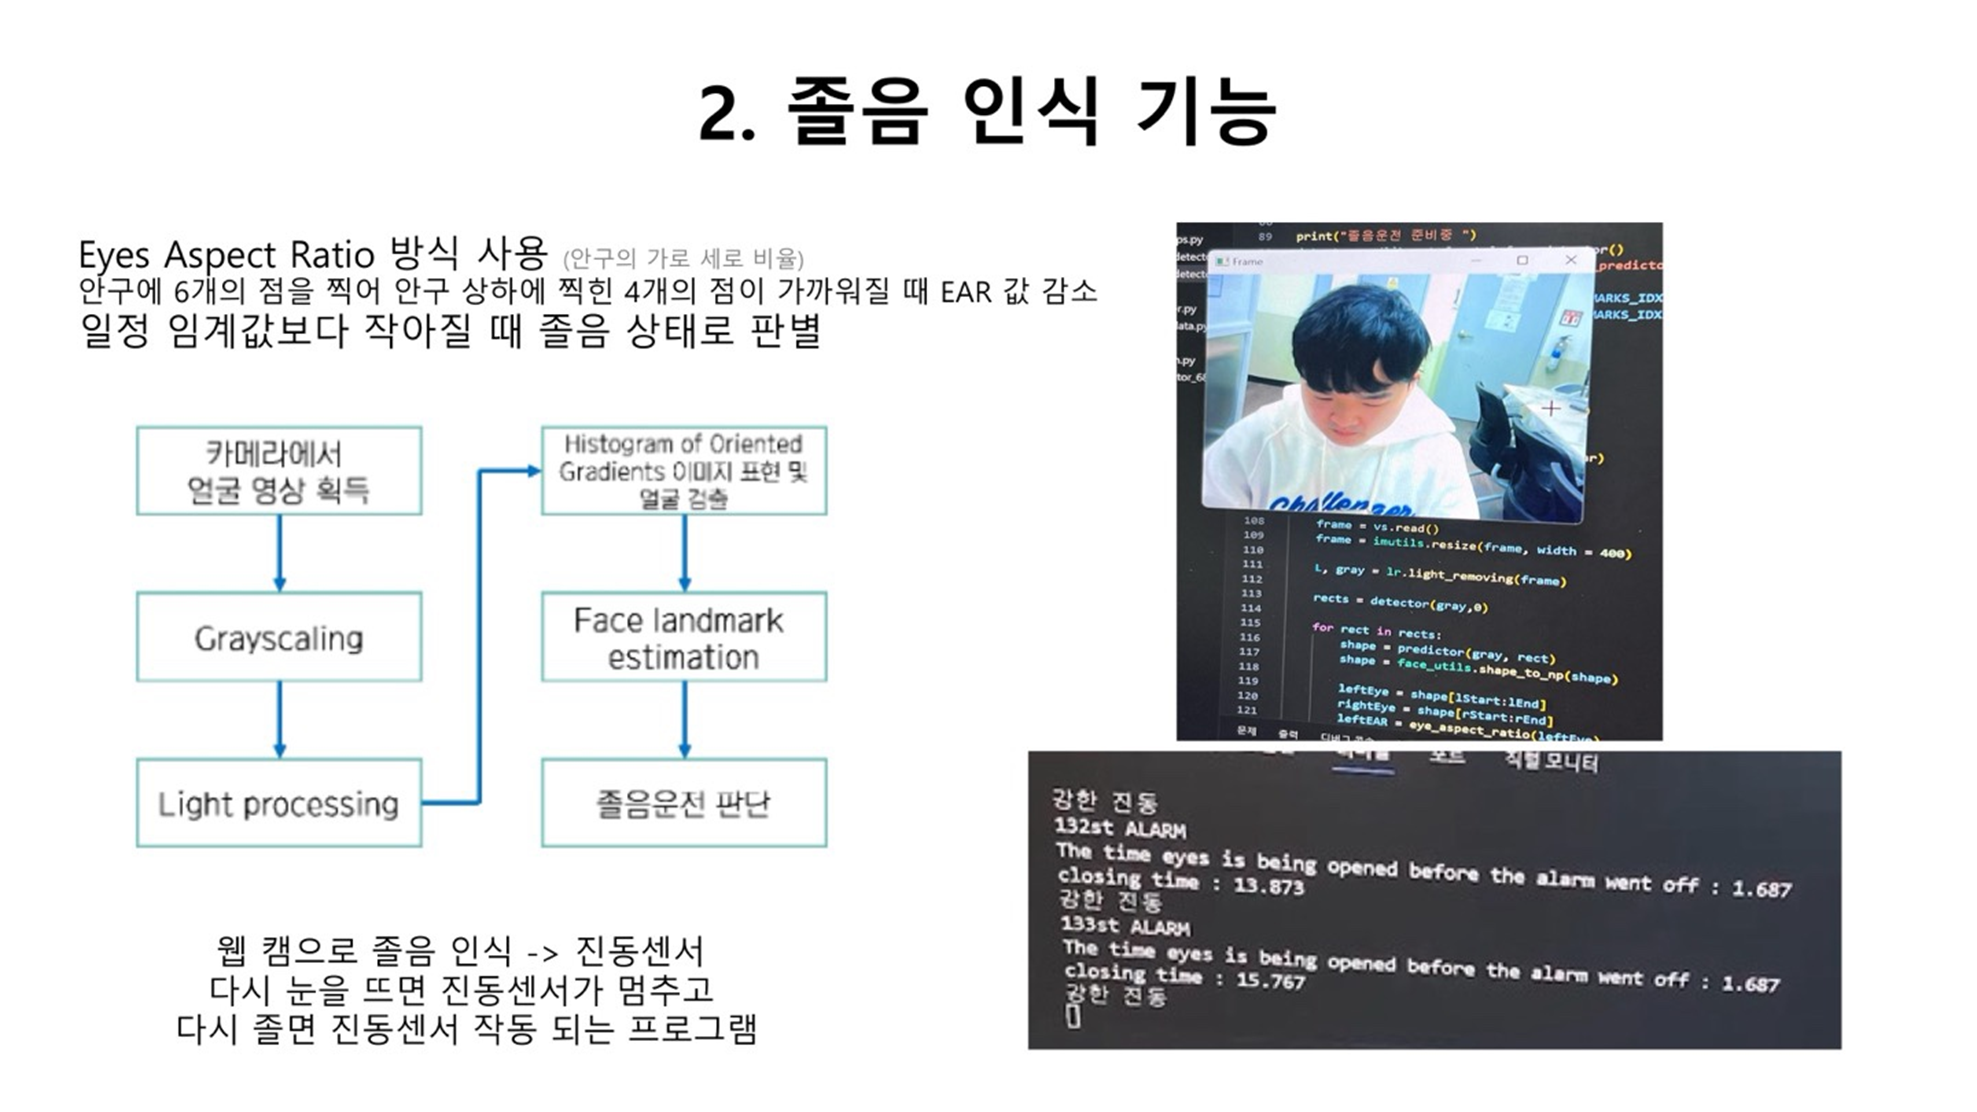 2. 졸음 인식 기능
Eyes Aspect Ratio 방식 사용 (안구의 가로 세로 비율)
안구에 6개의 점을 찍어 안구 상하에 찍힌 4개의 점이 가까워질 때 EAR 값 감소
일정 임계값보다 작아질 때 졸음 상태로 판별
카메라에서
얼굴 영상 획득
Grayscaling
Light processing
Histogram of Oriented
Gradients 이미지 표현 및
얼굴 검출
Face landmark
estimation
졸음운전 판단
웹 캠으로 졸음 인식 -> 진동센서
다시 눈을 뜨면 진동센서가 멈추고
다시 졸면 진동센서 작동 되는 프로그램
89 print("졸음운전 준비중 ")
Frame
108 frame = vs.read()
109 frame = imutils.resize(frame, width = 400)
110
111 L, gray = lr.light_removing(frame)
112
113 rects = detector(gray,0)
114
115 for rect in rects:
116 shape = predictor(gray, rect)
117 shape = face_utils.shape_to_np(shape)
118
119 leftEye = shape[lStart:lEnd]
120 rightEye = shape[rStart:rEnd]
121 leftEAR = eye_aspect_ratio(leftEye)
문제 출력
포트 직렬 모니터
강한 진동
132st ALARM
The time eyes is being opened before the alarm went off : 1.687
closing time : 13.873
강한 진동
133st ALARM
The time eyes is being opened before the alarm went off : 1.687
closing time : 15.767
강한 진동